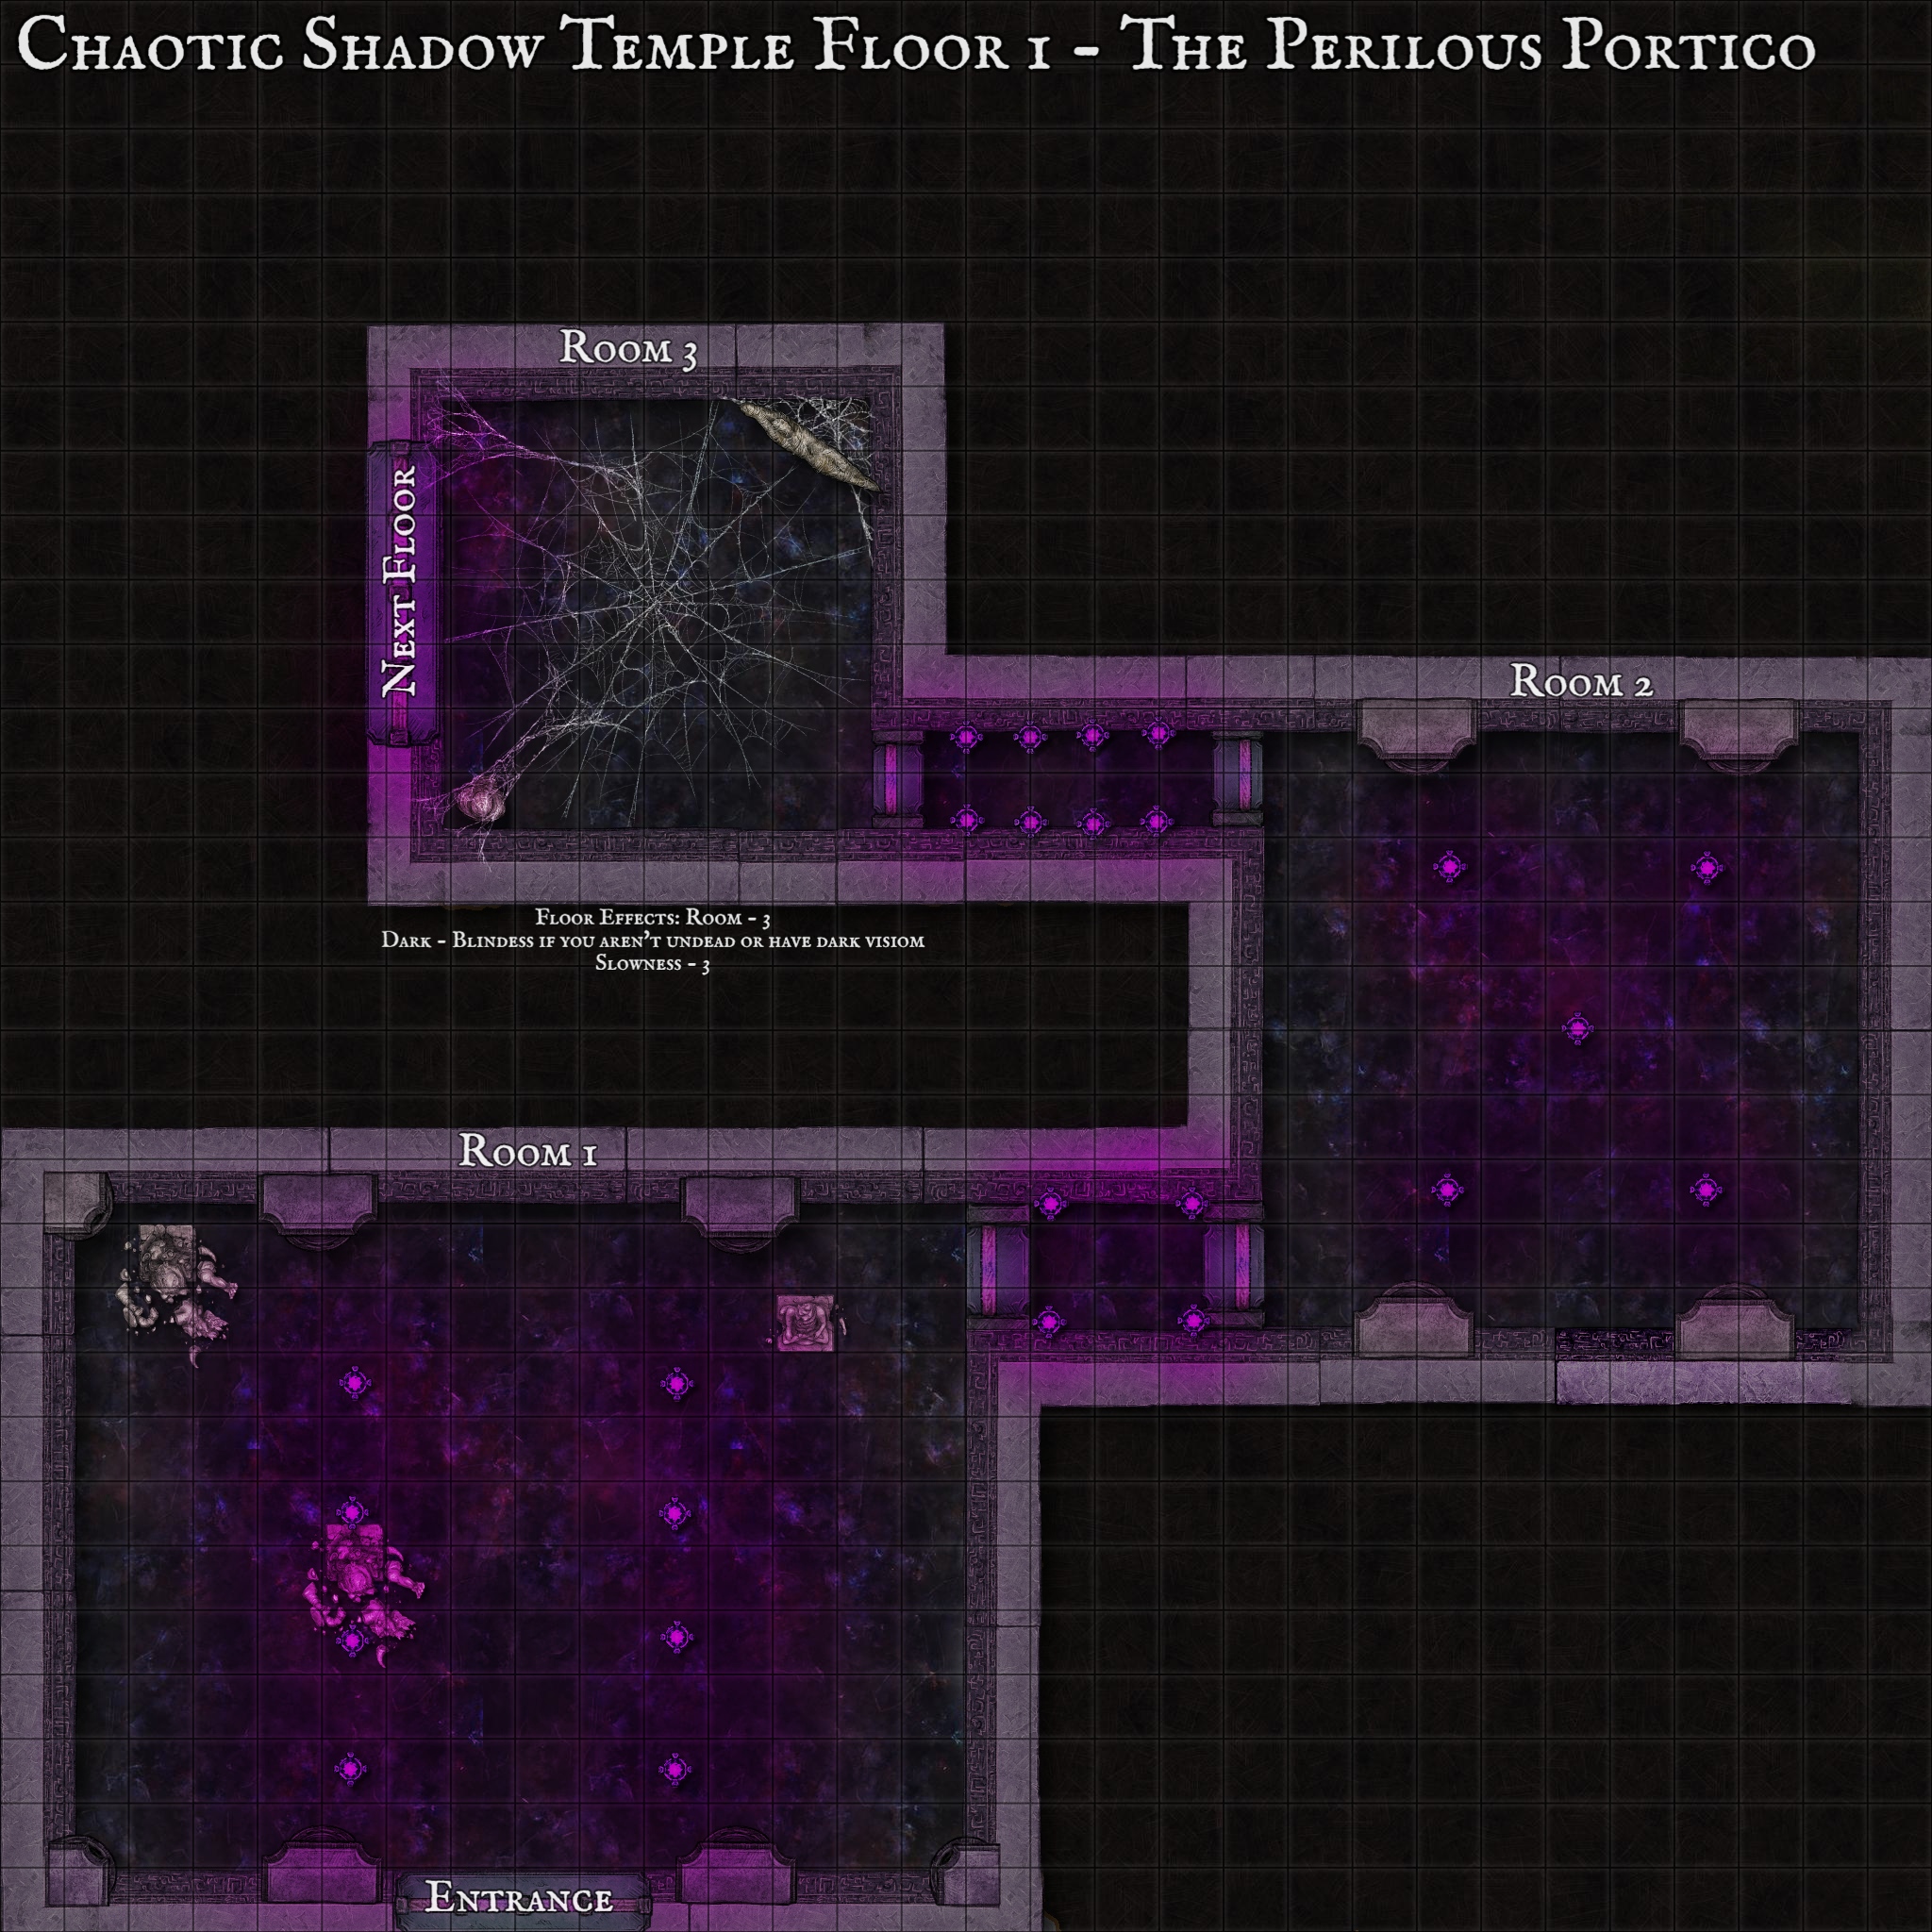 Chaotic Shadow Temple Floor 1 - The Perilous Portico
Room 3
Next Floor
Room 2
Floor Effects: Room - 3
Dark - Blindess if you aren't undead or have dark visiom
Slowness - 3
Room 1
Entrance